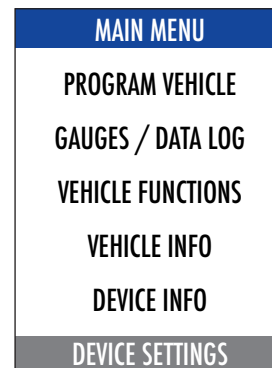 MAIN MENU
PROGRAM VEHICLE
GAUGES / DATA LOG
VEHICLE FUNCTIONS
VEHICLE INFO
DEVICE INFO
DEVICE SETTINGS